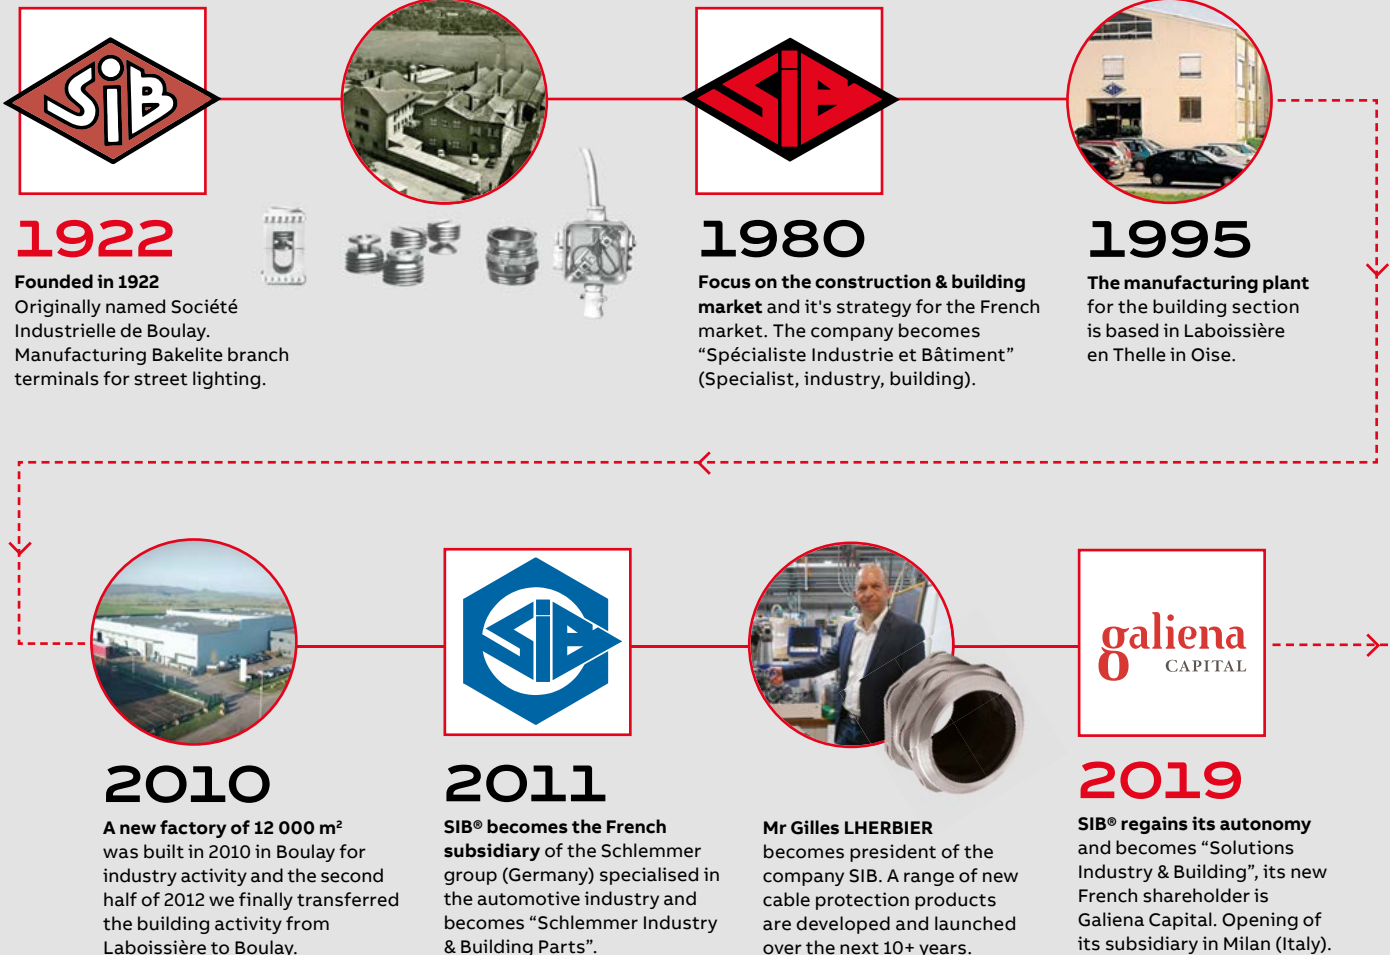 SiB
1922
Founded in 1922
Originally named Société
Industrielle de Boulay.
Manufacturing Bakelite branch
terminals for street lighting.
SiB
1980
Focus on the construction & building
market and it's strategy for the French
market. The company becomes
“Spécialiste Industrie et Bâtiment”
(Specialist, industry, building).
1995
The manufacturing plant
for the building section
is based in Laboissière
en Thelle in Oise.
2010
A new factory of 12 000 m²
was built in 2010 in Boulay for
industry activity and the second
half of 2012 we finally transferred
the building activity from
Laboissière to Boulay.
SiB
2011
SIB® becomes the French
subsidiary of the Schlemmer
group (Germany) specialised in
the automotive industry and
becomes “Schlemmer Industry
& Building Parts”.
Mr Gilles LHERBIER
becomes president of the
company SIB. A range of new
cable protection products
are developed and launched
over the next 10+ years.
galiena
CAPITAL
2019
SIB® regains its autonomy
and becomes “Solutions
Industry & Building”, its new
French shareholder is
Galiena Capital. Opening of
its subsidiary in Milan (Italy).